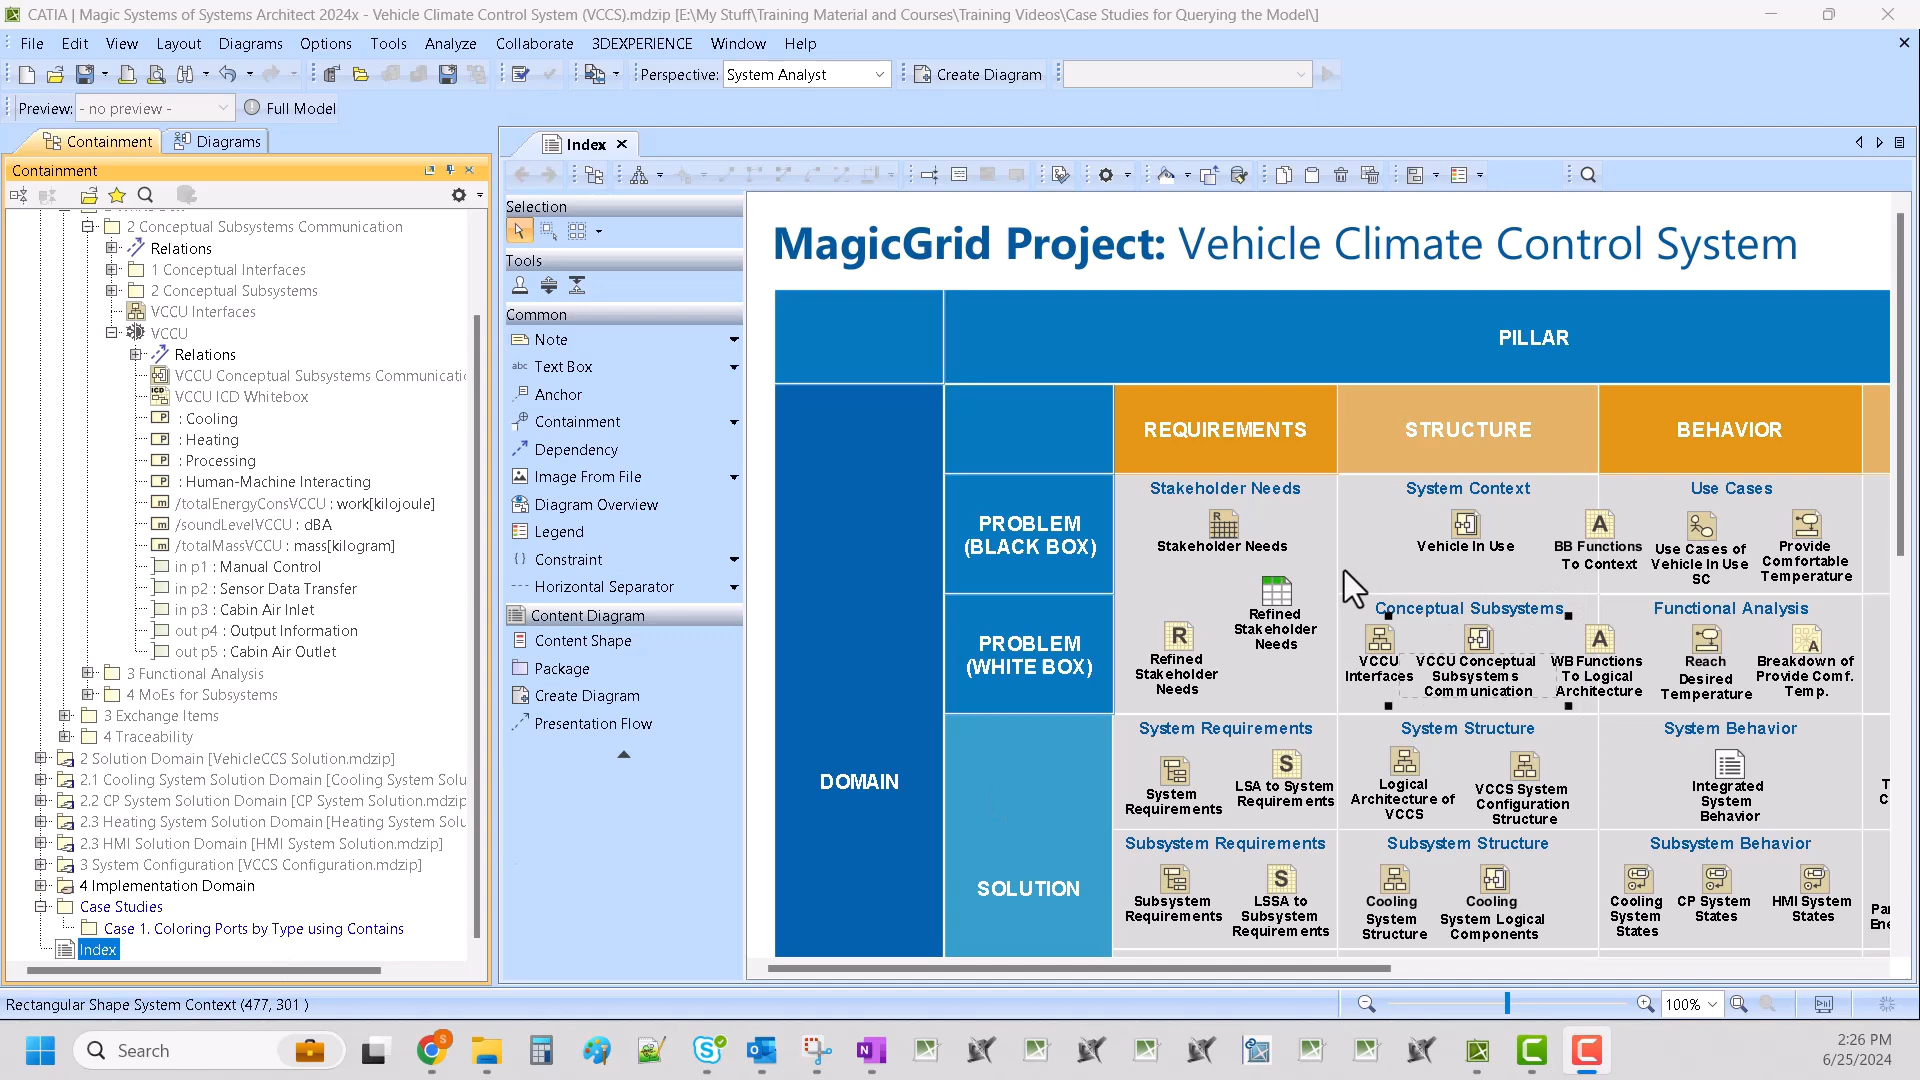 CATIA | Magic Systems of Systems Architect 2024x - Vehicle Climate Control System (VCCS).mdzip [E:\My Stuff\Training Material and Courses\Training Videos\Case Studies for Querying the Model\]
File Edit View Layout Diagrams Options Tools Analyze Collaborate 3DEXPERIENCE Window Help
Perspective: System Analyst Create Diagram
Preview: - no preview - Full Model
Containment Diagrams
Index
Containment
2 Conceptual Subsystems Communication
Relations
1 Conceptual Interfaces
2 Conceptual Subsystems
VCCU Interfaces
VCCU
Relations
VCCU Conceptual Subsystems Communicatio
VCCU ICD Whitebox
: Cooling
: Heating
: Processing
: Human-Machine Interacting
/totalEnergyConsVCCU : work[kilojoule]
/soundLevelVCCU : dBA
/totalMassVCCU : mass[kilogram]
in p1 : Manual Control
in p2 : Sensor Data Transfer
in p3 : Cabin Air Inlet
out p4 : Output Information
out p5 : Cabin Air Outlet
3 Functional Analysis
4 MoEs for Subsystems
3 Exchange Items
4 Traceability
2 Solution Domain [VehicleCCS Solution.mdzip]
2.1 Cooling System Solution Domain [Cooling System Solu
2.2 CP System Solution Domain [CP System Solution.mdzip
2.3 Heating System Solution Domain [Heating System Solu
2.3 HMI Solution Domain [HMI System Solution.mdzip]
3 System Configuration [VCCS Configuration.mdzip]
4 Implementation Domain
Case Studies
Case 1. Coloring Ports by Type using Contains
Index
Selection
Tools
Common
Note
abc Text Box
Anchor
Containment
Dependency
Image From File
Diagram Overview
Legend
{} Constraint
Horizontal Separator
Content Diagram
Content Shape
Package
Create Diagram
Presentation Flow
MagicGrid Project: Vehicle Climate Control System
PILLAR
REQUIREMENTS STRUCTURE BEHAVIOR
DOMAIN
PROBLEM
(BLACK BOX)
Stakeholder Needs
Stakeholder Needs
Refined
Stakeholder
Needs
System Context
Vehicle In Use
BB Functions
To Context
Use Cases
Use Cases of
Vehicle In Use
SC
Provide
Comfortable
Temperature
PROBLEM
(WHITE BOX)
Refined
Stakeholder
Needs
Conceptual Subsystems
VCCU
Interfaces
VCCU Conceptual
Subsystems
Communication
WB Functions
To Logical
Architecture
Functional Analysis
Reach
Desired
Temperature
Breakdown of
Provide Comf.
Temp.
SOLUTION
System Requirements
System
Requirements
LSA to System
Requirements
System Structure
Logical
Architecture of
VCCS
VCCS System
Configuration
Structure
System Behavior
Integrated
System
Behavior
T
C
Subsystem Requirements
Subsystem
Requirements
LSSA to
Subsystem
Requirements
Subsystem Structure
Cooling
System
Structure
Cooling
System Logical
Components
Subsystem Behavior
Cooling
System
States
CP System
States
HMI System
States
Par
Ene
Rectangular Shape System Context (477, 301 )
100%
Search
2:26 PM
6/25/2024